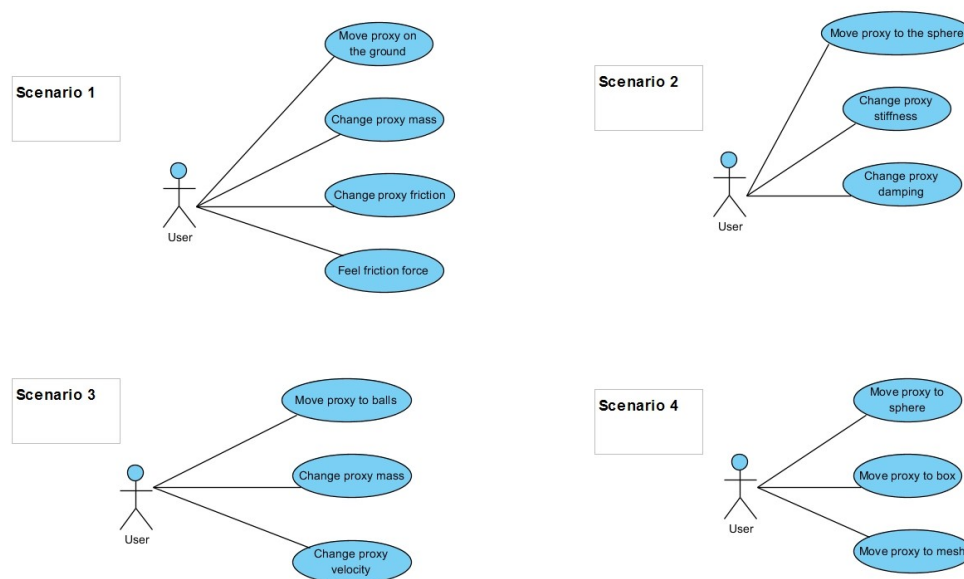 Scenario 1
Move proxy on
the ground
Change proxy mass
Change proxy friction
Feel friction force
User
Scenario 2
Move proxy to the sphere
Change proxy
stiffness
Change proxy
damping
User
Scenario 3
Move proxy to balls
Change proxy mass
Change proxy
velocity
User
Scenario 4
Move proxy to
sphere
Move proxy to box
Move proxy to mesh
User